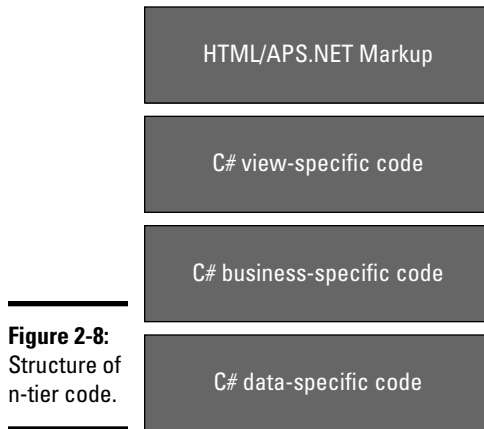 HTML/APS.NET Markup
C# view-specific code
C# business-specific code
C# data-specific code
Figure 2-8:
Structure of
n-tier code.